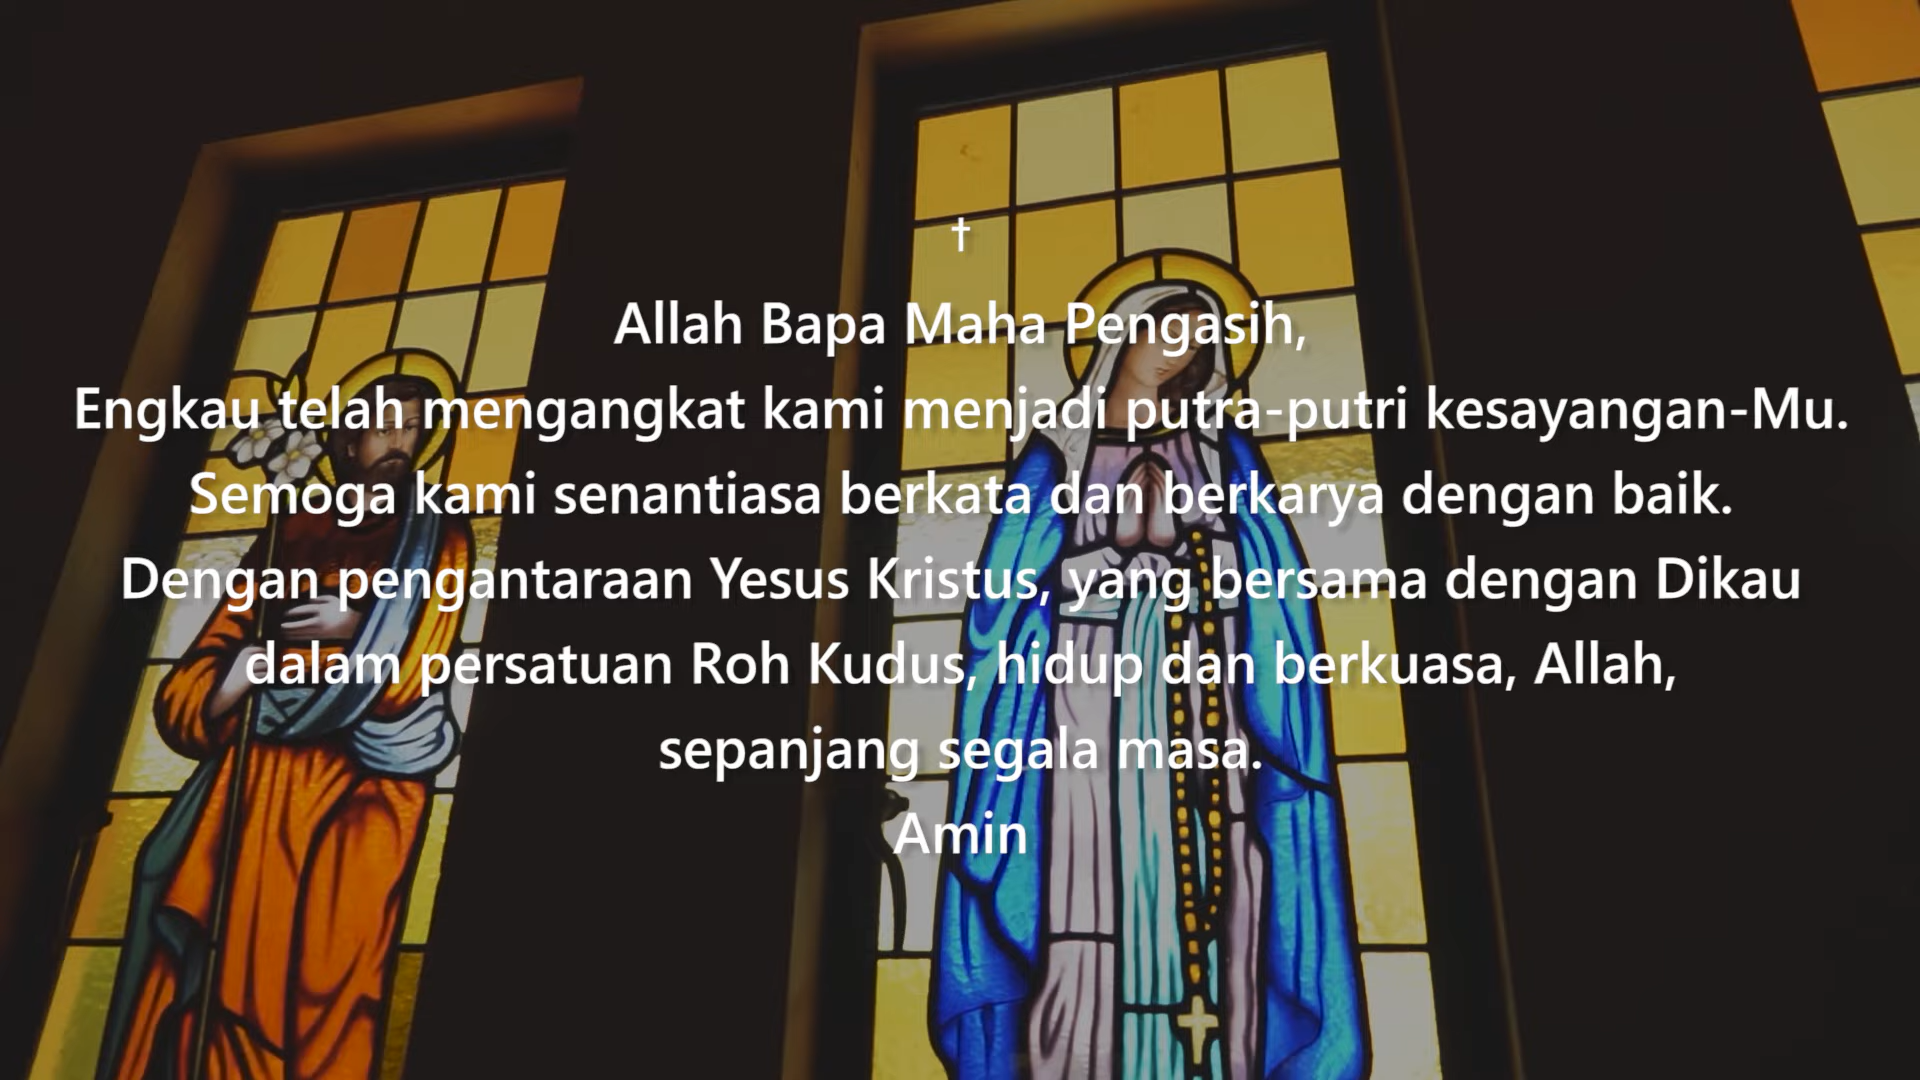 †
Allah Bapa Maha Pengasih,
Engkau telah mengangkat kami menjadi putra-putri kesayangan-Mu.
Semoga kami senantiasa berkata dan berkarya dengan baik.
Dengan pengantaraan Yesus Kristus, yang bersama dengan Dikau
dalam persatuan Roh Kudus, hidup dan berkuasa, Allah,
sepanjang segala masa.
Amin